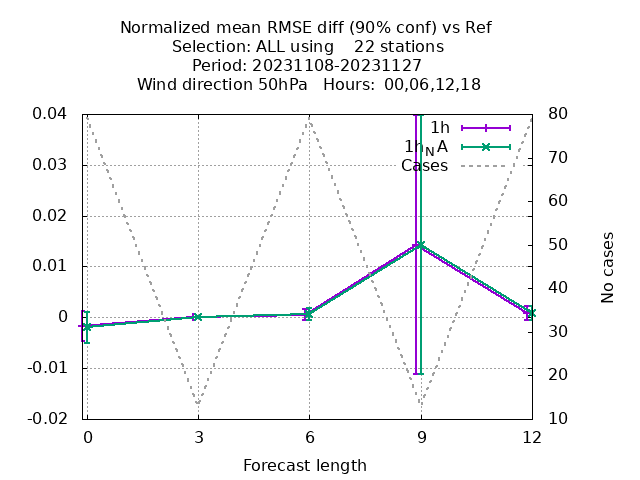 Normalized mean RMSE diff (90% conf) vs Ref
Selection: ALL using    22 stations
Period: 20231108-20231127
Wind direction 50hPa   Hours:  00,06,12,18
0.04
0.03
0.02
0.01
0
-0.01
-0.02
80
70
60
50
40
30
20
10
1h
1h_N A
Cases
No cases
0
3
6
9
12
Forecast length